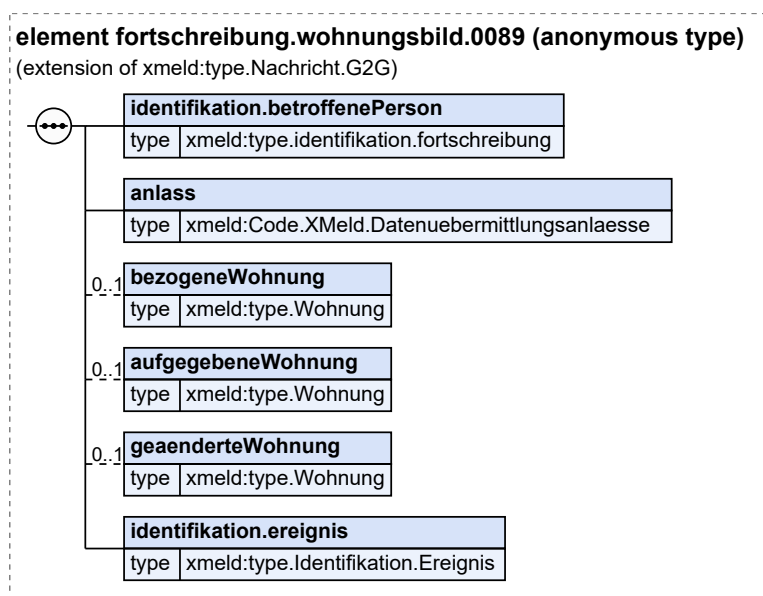 element fortschreibung.wohnungsbild.0089 (anonymous type)
(extension of xmeld:type.Nachricht.G2G)
identifikation.betroffenePerson
type xmeld:type.identifikation.fortschreibung
anlass
type xmeld:Code.XMeld.Datenuebermittlungsanlaesse
0..1 bezogeneWohnung
type xmeld:type.Wohnung
0..1 aufgegebeneWohnung
type xmeld:type.Wohnung
0..1 geaenderteWohnung
type xmeld:type.Wohnung
identifikation.ereignis
type xmeld:type.Identifikation.Ereignis